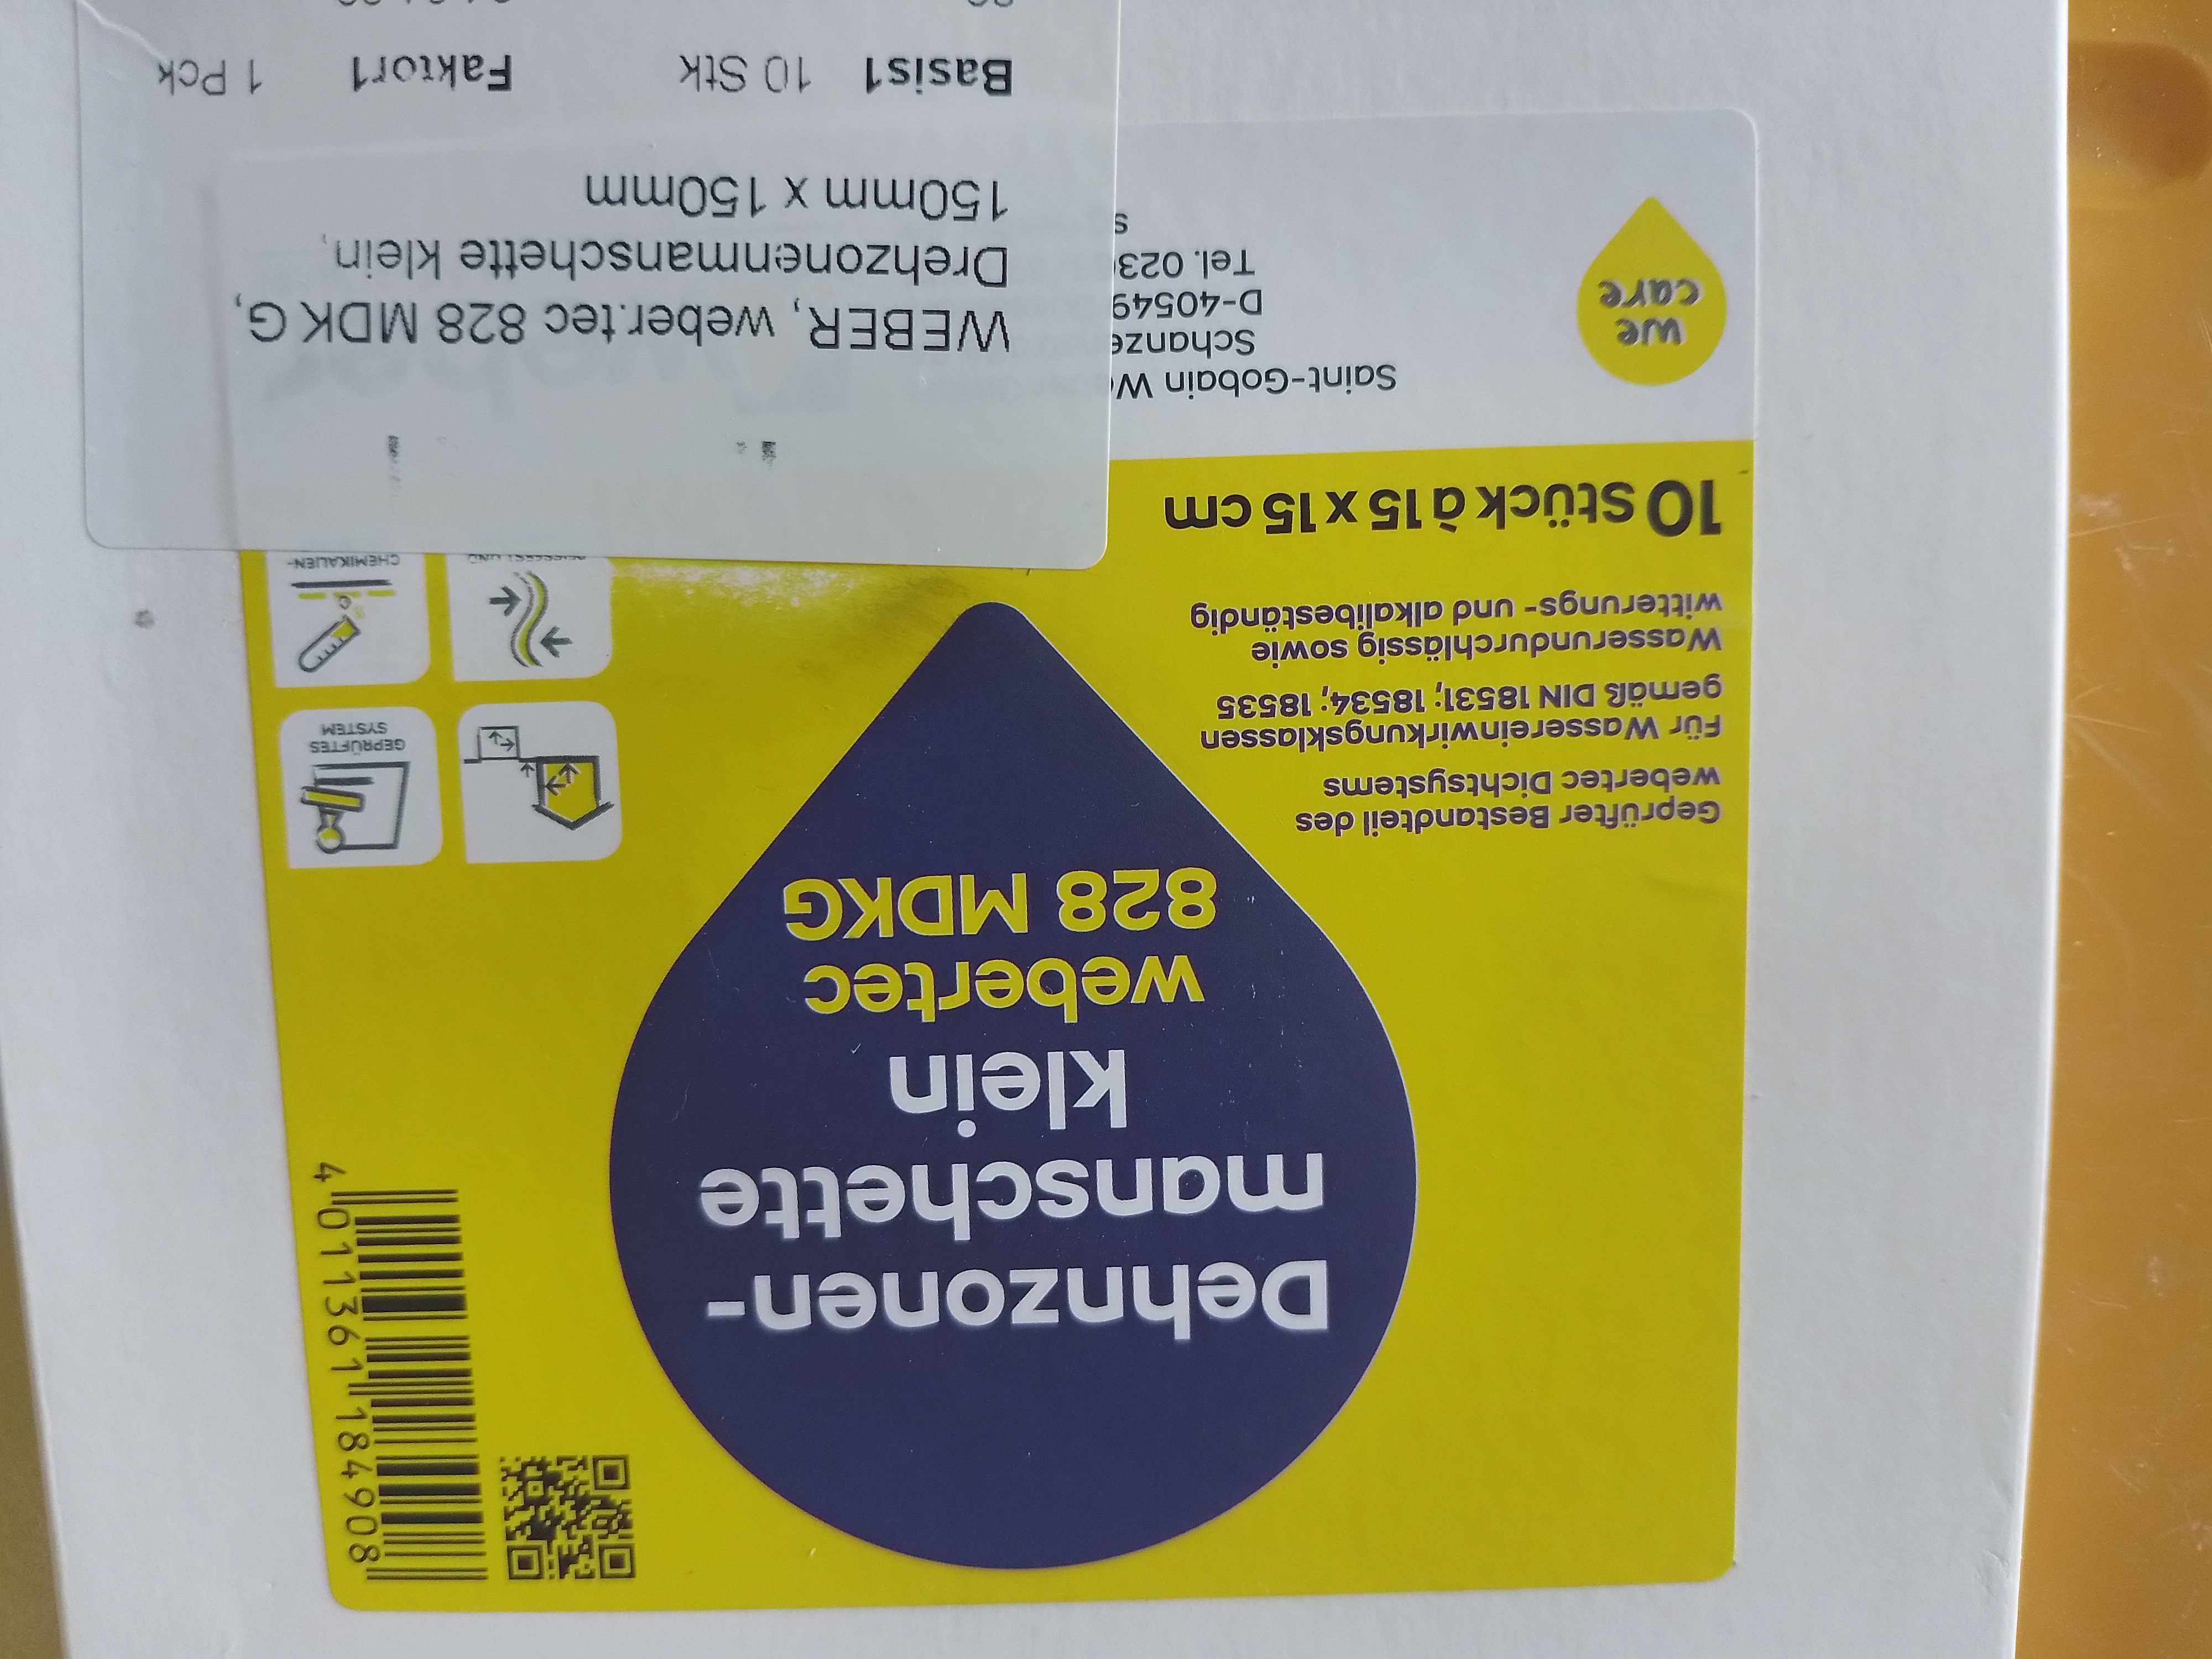 Dehnzonen-
manschette
klein
webertec
828 MDKG
Geprüfter Bestandteil des
webertec Dichtsystems
Für Wassereinwirkungsklassen
gemäß DIN 18531; 18534; 18535
Wasserundurchlässig sowie
witterungs- und alkalibeständig
10 Stück à 15 x 15 cm
GEPRÜFTES
SYSTEM
CHEMIKALIEN-
4 011361 184908
Saint-Gobain We
Schanze
D-40549
Tel. 023
s
we
care
WEBER, weber.tec 828 MDK G,
Drehzonenmanschette klein,
150mm x 150mm
Basis1 10 Stk Faktor1 1 Pck